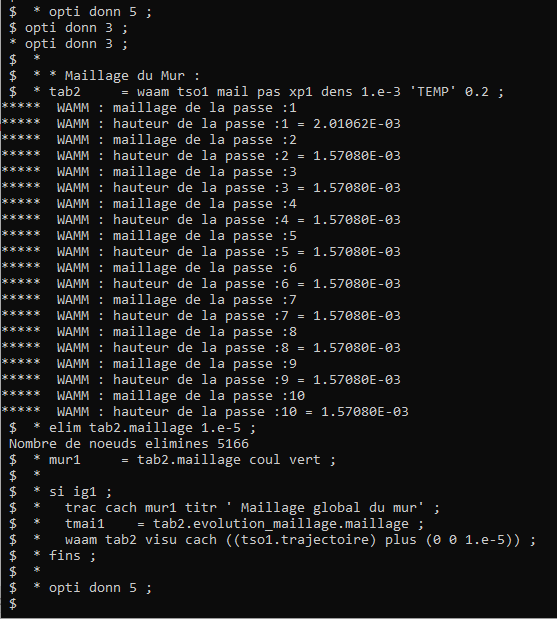 $ * opti donn 5 ;
$ opti donn 3 ;
* opti donn 3 ;
$ *
$ * * Maillage du Mur :
$ * tab2 = waam tso1 mail pas xp1 dens 1.e-3 'TEMP' 0.2 ;
***** WAMM : maillage de la passe :1
***** WAMM : hauteur de la passe :1 = 2.01062E-03
***** WAMM : maillage de la passe :2
***** WAMM : hauteur de la passe :2 = 1.57080E-03
***** WAMM : maillage de la passe :3
***** WAMM : hauteur de la passe :3 = 1.57080E-03
***** WAMM : maillage de la passe :4
***** WAMM : hauteur de la passe :4 = 1.57080E-03
***** WAMM : maillage de la passe :5
***** WAMM : hauteur de la passe :5 = 1.57080E-03
***** WAMM : maillage de la passe :6
***** WAMM : hauteur de la passe :6 = 1.57080E-03
***** WAMM : maillage de la passe :7
***** WAMM : hauteur de la passe :7 = 1.57080E-03
***** WAMM : maillage de la passe :8
***** WAMM : hauteur de la passe :8 = 1.57080E-03
***** WAMM : maillage de la passe :9
***** WAMM : hauteur de la passe :9 = 1.57080E-03
***** WAMM : maillage de la passe :10
***** WAMM : hauteur de la passe :10 = 1.57080E-03
$ * elim tab2.maillage 1.e-5 ;
Nombre de noeuds elimines 5166
$ * mur1 = tab2.maillage coul vert ;
$ *
$ * si ig1 ;
$ * trac cach mur1 titr ' Maillage global du mur' ;
$ * tmai1 = tab2.evolution_maillage.maillage ;
$ * waam tab2 visu cach ((tso1.trajectoire) plus (0 0 1.e-5)) ;
$ * fins ;
$ *
$ * opti donn 5 ;
$